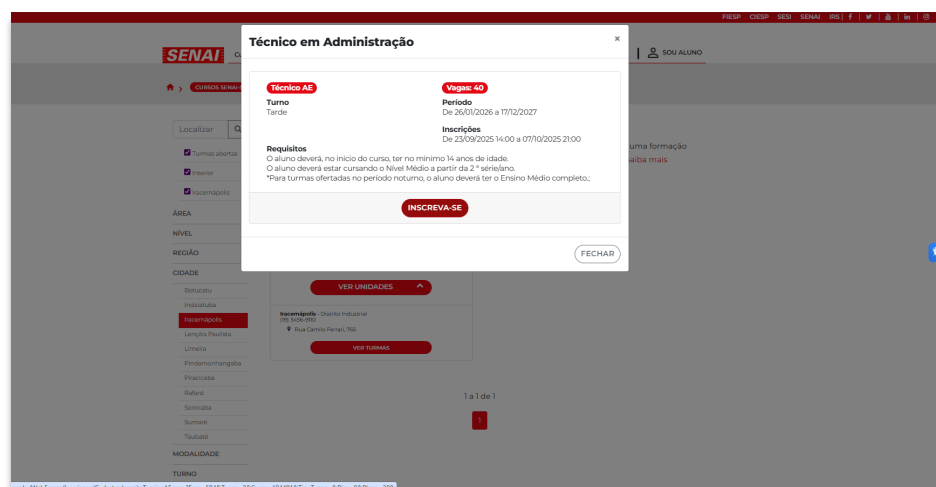 FIESP CIESP SESI SENAI IRS
SENAI
SOU ALUNO
CURSOS SENAI
Técnico em Administração
×
Técnico AE
Vagas: 40
Turno
Tarde
Período
De 26/01/2026 a 17/12/2027
Inscrições
De 23/09/2025 14:00 a 07/10/2025 21:00
Requisitos
O aluno deverá, no início do curso, ter no mínimo 14 anos de idade.
O aluno deverá estar cursando o Nível Médio a partir da 2 ª série/ano.
*Para turmas ofertadas no período noturno, o aluno deverá ter o Ensino Médio completo.;
INSCREVA-SE
FECHAR
uma formação
saiba mais
Localizar
Turmas abertas
Interior
Iracemápolis
ÁREA
NÍVEL
REGIÃO
CIDADE
Botucatu
Indaiatuba
Iracemápolis
Lençóis Paulista
Limeira
Pindamonhangaba
Piracicaba
Rafard
Sorocaba
Sumaré
Taubaté
MODALIDADE
TURNO
VER UNIDADES
Iracemápolis - Distrito Industrial
(19) 3456-9110
Rua Camilo Ferrari, 765
VER TURMAS
1 a 1 de 1
1